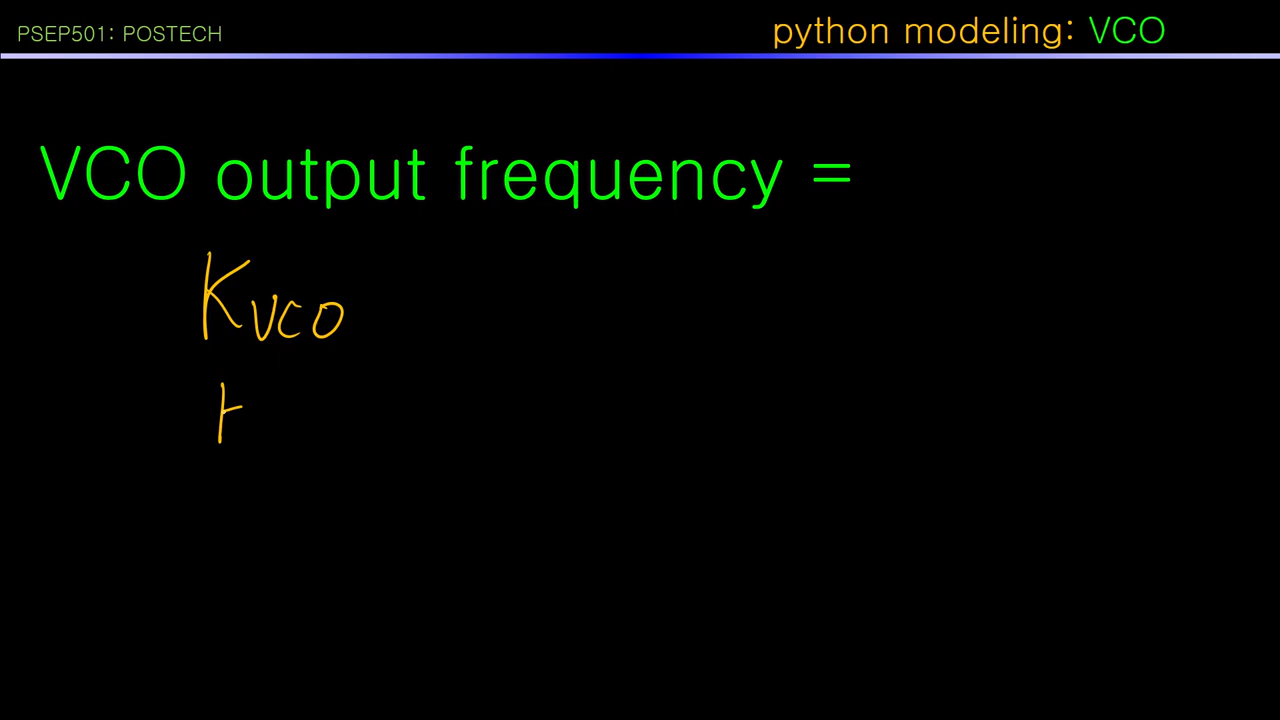 PSEP501: POSTECH
python modeling: VCO
VCO output frequency =
Kvco